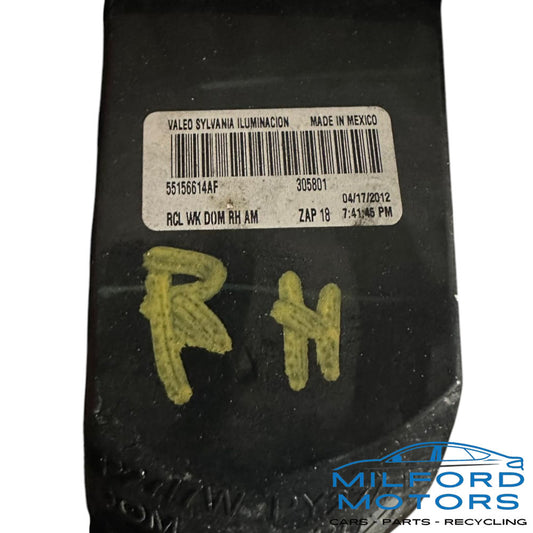 VALEO SYLVANIA ILUMINACION MADE IN MEXICO
55156614AF 305801
04/17/2012
RCL WK DOM RH AM ZAP 18 7:41:45 PM
RH
MILFORD
MOTORS
CARS - PARTS - RECYCLING